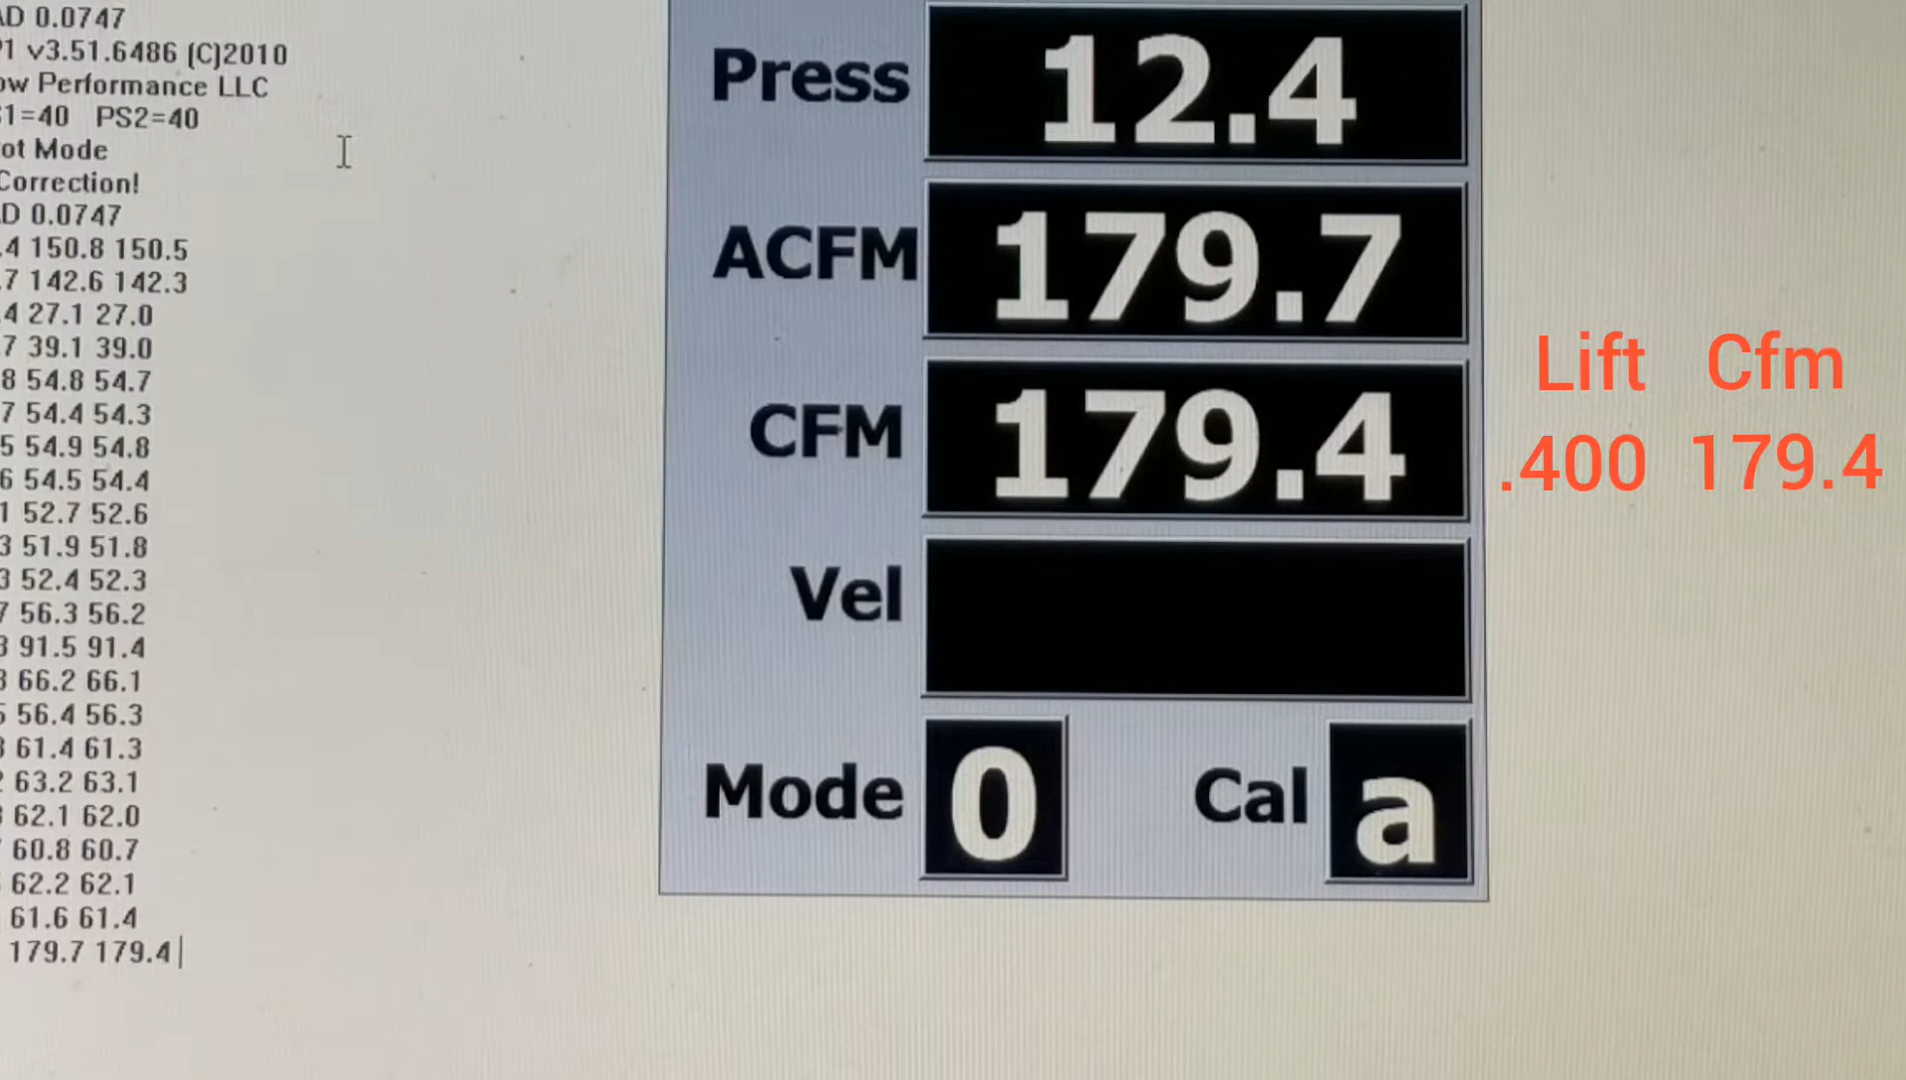 AD 0.0747
P1 v3.51.6486 (C)2010
ow Performance LLC
S1=40 PS2=40
ot Mode
Correction!
AD 0.0747
.4 150.8 150.5
.7 142.6 142.3
.4 27.1 27.0
7 39.1 39.0
8 54.8 54.7
7 54.4 54.3
5 54.9 54.8
6 54.5 54.4
1 52.7 52.6
3 51.9 51.8
3 52.4 52.3
7 56.3 56.2
3 91.5 91.4
3 66.2 66.1
5 56.4 56.3
3 61.4 61.3
2 63.2 63.1
62.1 62.0
60.8 60.7
62.2 62.1
61.6 61.4
179.7 179.4
Press 12.4
ACFM 179.7
CFM 179.4
Vel
Mode 0 Cal a
Lift Cfm
.400 179.4